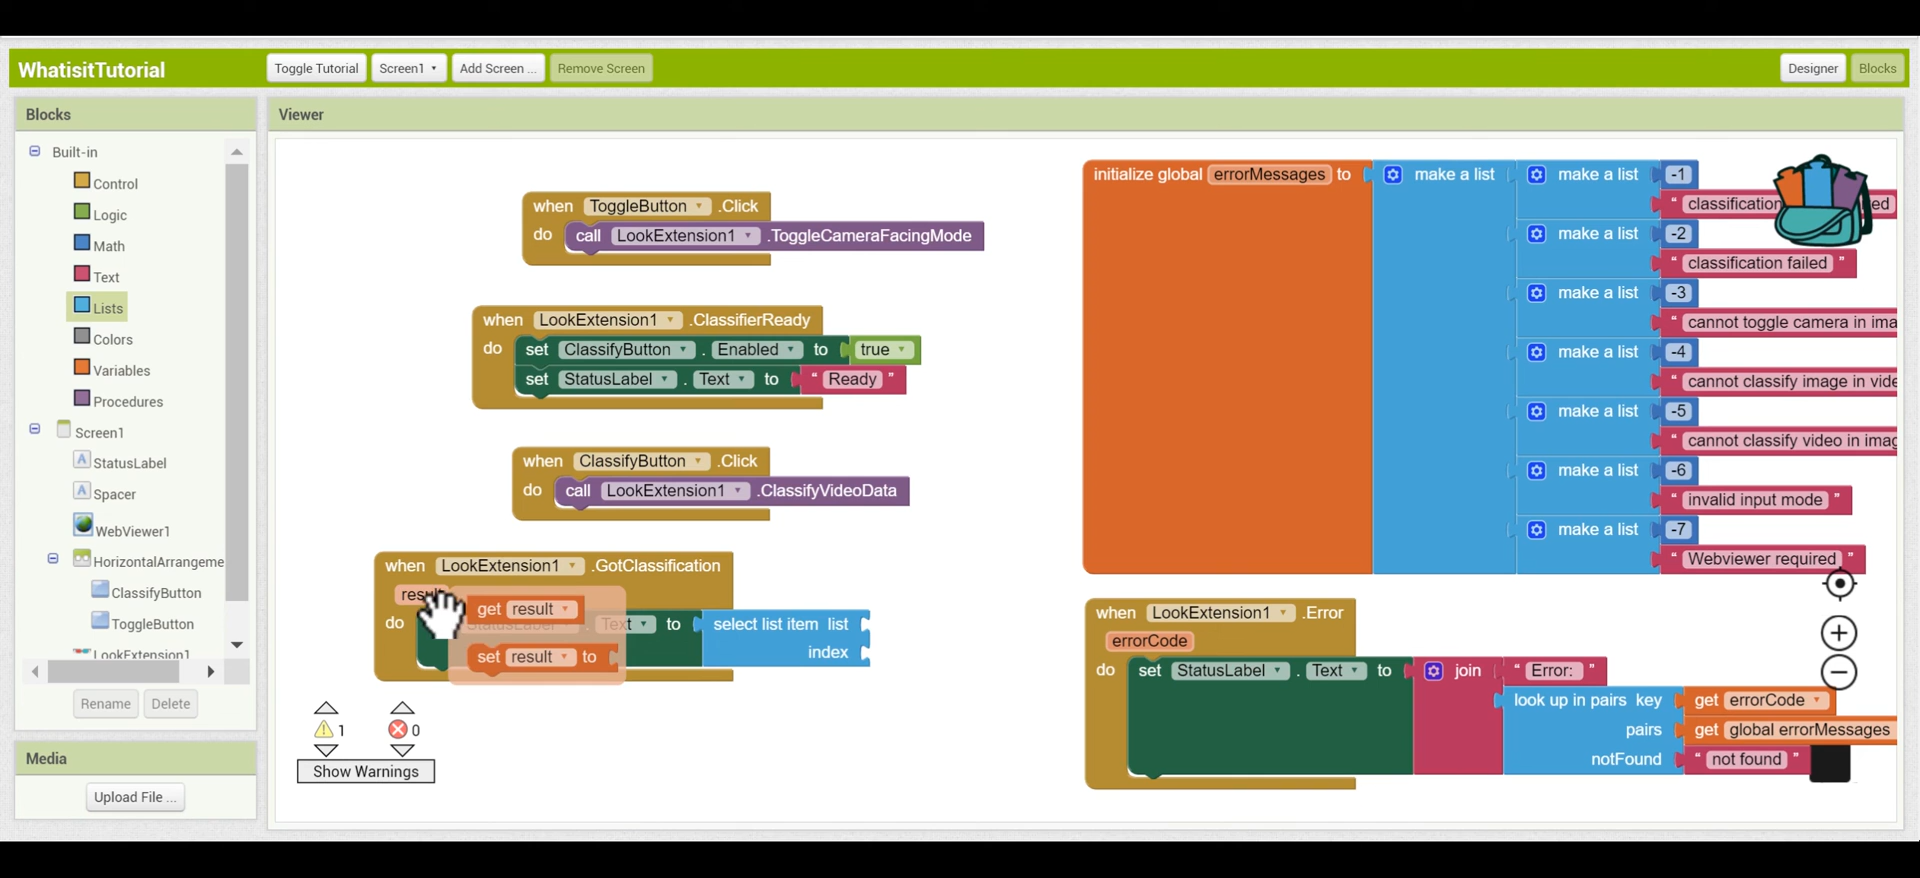 WhatisitTutorial
Toggle Tutorial
Screen1
Add Screen ...
Remove Screen
Designer
Blocks
Blocks
Viewer
Built-in
Control
Logic
Math
Text
Lists
Colors
Variables
Procedures
Screen1
StatusLabel
Spacer
WebViewer1
HorizontalArrangeme
ClassifyButton
ToggleButton
LookExtension1
Rename Delete
Media
Upload File ...
when ToggleButton .Click
do call LookExtension1 .ToggleCameraFacingMode
when LookExtension1 .ClassifierReady
do set ClassifyButton . Enabled to true
set StatusLabel . Text to " Ready "
when ClassifyButton .Click
do call LookExtension1 .ClassifyVideoData
when LookExtension1 .GotClassification
result
get result
do StatusLabel . Text to select list item list
index
set result to
1
0
Show Warnings
initialize global errorMessages to make a list make a list -1
" classification ed
make a list -2
" classification failed "
make a list -3
" cannot toggle camera in ima
make a list -4
" cannot classify image in vide
make a list -5
" cannot classify video in imag
make a list -6
" invalid input mode "
make a list -7
" Webviewer required "
when LookExtension1 .Error
errorCode
do set StatusLabel . Text to join " Error: "
look up in pairs key get errorCode
pairs get global errorMessages
notFound " not found "